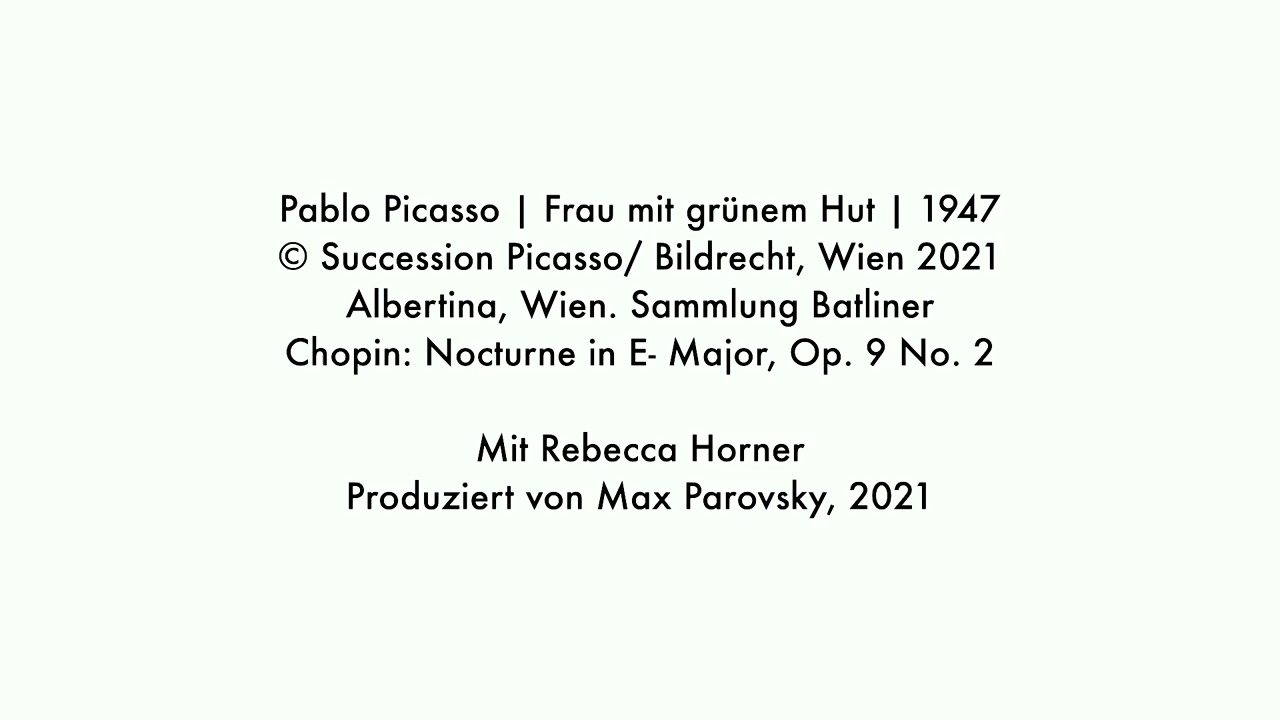 Pablo Picasso | Frau mit grünem Hut | 1947
© Succession Picasso/ Bildrecht, Wien 2021
Albertina, Wien. Sammlung Batliner
Chopin: Nocturne in E- Major, Op. 9 No. 2
Mit Rebecca Horner
Produziert von Max Parovsky, 2021